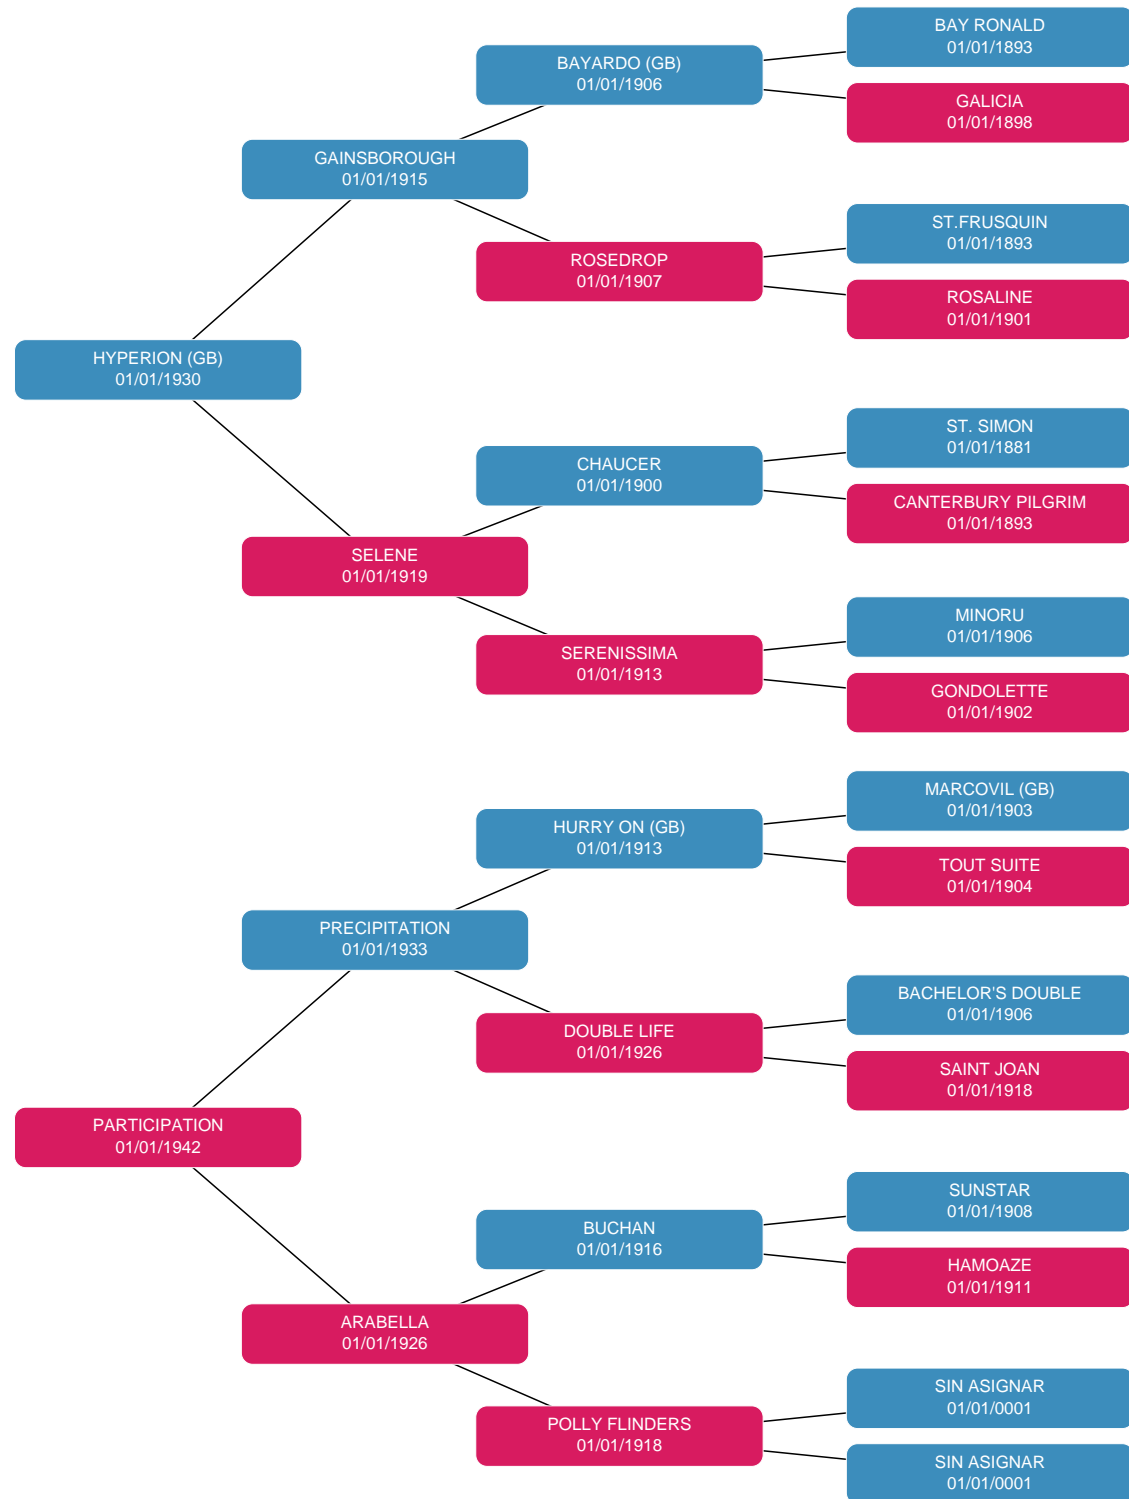 BAY RONALD
01/01/1893
BAYARDO (GB)
01/01/1906
GALICIA
01/01/1898
GAINSBOROUGH
01/01/1915
ST.FRUSQUIN
01/01/1893
ROSEDROP
01/01/1907
ROSALINE
01/01/1901
HYPERION (GB)
01/01/1930
ST. SIMON
01/01/1881
CHAUCER
01/01/1900
CANTERBURY PILGRIM
01/01/1893
SELENE
01/01/1919
MINORU
01/01/1906
SERENISSIMA
01/01/1913
GONDOLETTE
01/01/1902
MARCOVIL (GB)
01/01/1903
HURRY ON (GB)
01/01/1913
TOUT SUITE
01/01/1904
PRECIPITATION
01/01/1933
BACHELOR'S DOUBLE
01/01/1906
DOUBLE LIFE
01/01/1926
SAINT JOAN
01/01/1918
PARTICIPATION
01/01/1942
SUNSTAR
01/01/1908
BUCHAN
01/01/1916
HAMOAZE
01/01/1911
ARABELLA
01/01/1926
SIN ASIGNAR
01/01/0001
POLLY FLINDERS
01/01/1918
SIN ASIGNAR
01/01/0001